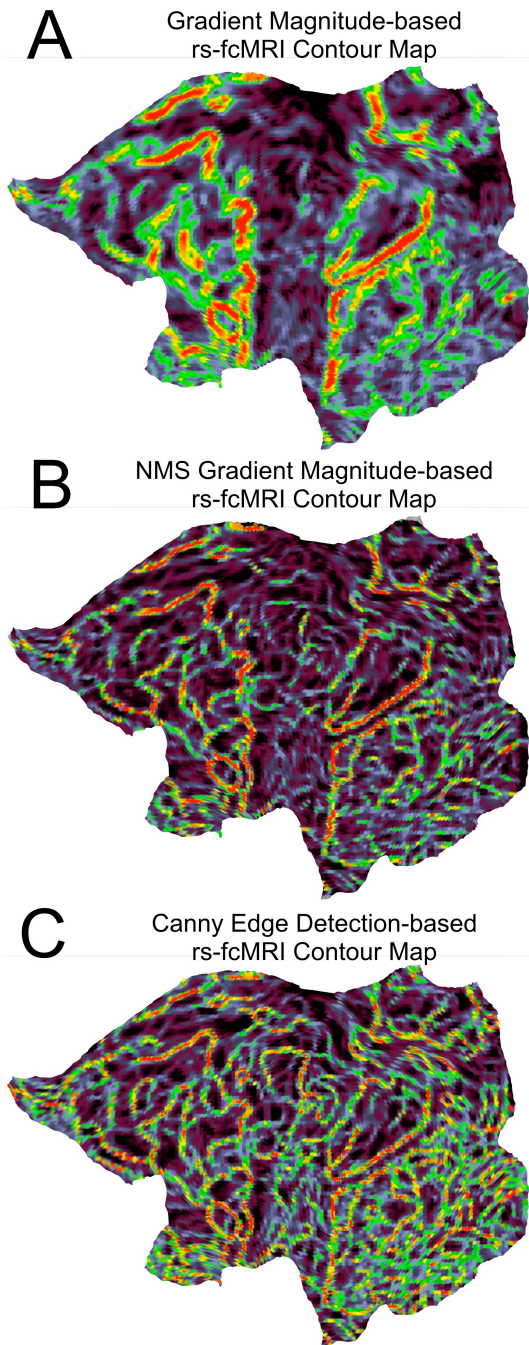 A
Gradient Magnitude-based
rs-fcMRI Contour Map
B
NMS Gradient Magnitude-based
rs-fcMRI Contour Map
C
Canny Edge Detection-based
rs-fcMRI Contour Map